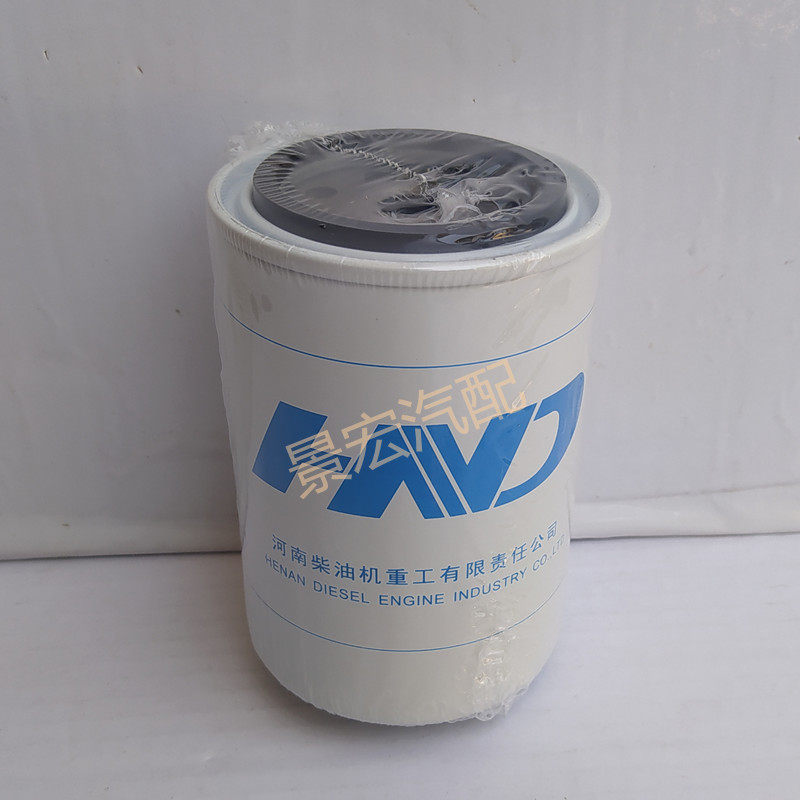 景宏汽配
HND
河南柴油机重工有限责任公司
HENAN DIESEL ENGINE INDUSTRY CO.,LTD.